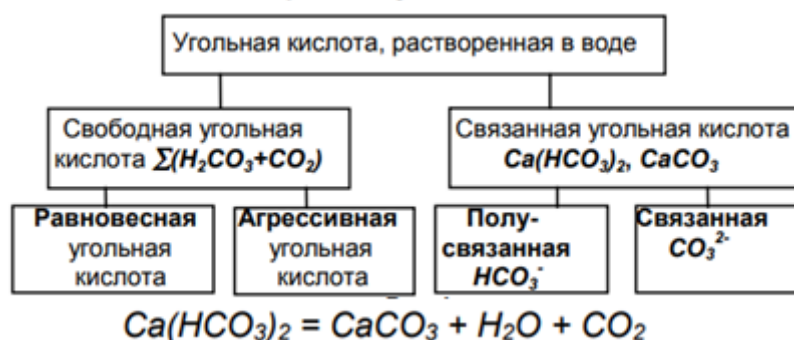 Угольная кислота, растворенная в воде
Свободная угольная
кислота Σ(H₂CO₃+CO₂)
Связанная угольная кислота
Ca(HCO₃)₂, CaCO₃
Равновесная
угольная
кислота
Агрессивная
угольная
кислота
Полу-
связанная
HCO₃⁻
Связанная
CO₃²⁻
Ca(HCO₃)₂ = CaCO₃ + H₂O + CO₂